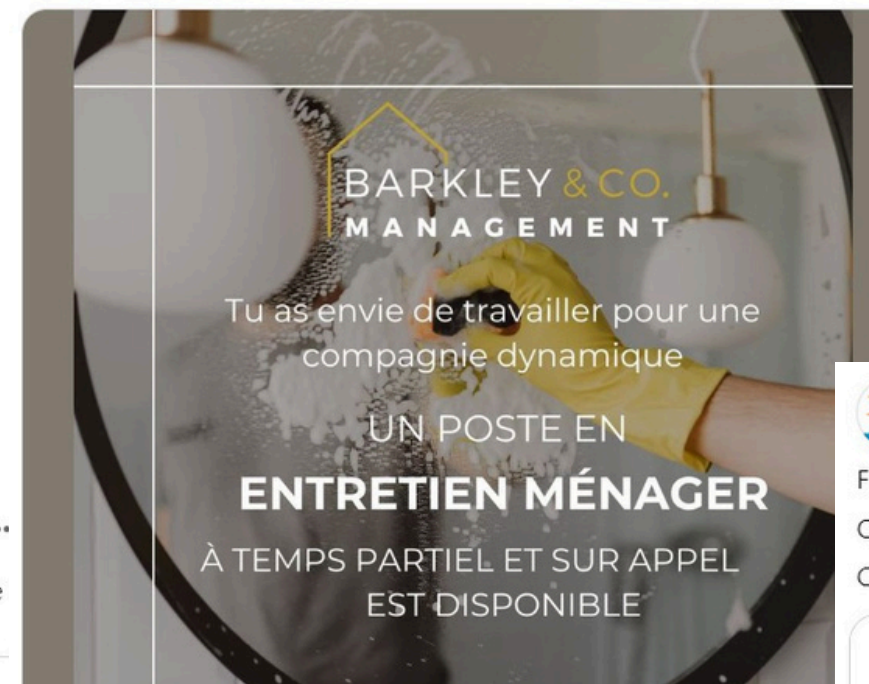 BARKLEY & CO.
MANAGEMENT
Tu as envie de travailler pour une
compagnie dynamique
UN POSTE EN
ENTRETIEN MÉNAGER
À TEMPS PARTIEL ET SUR APPEL
EST DISPONIBLE